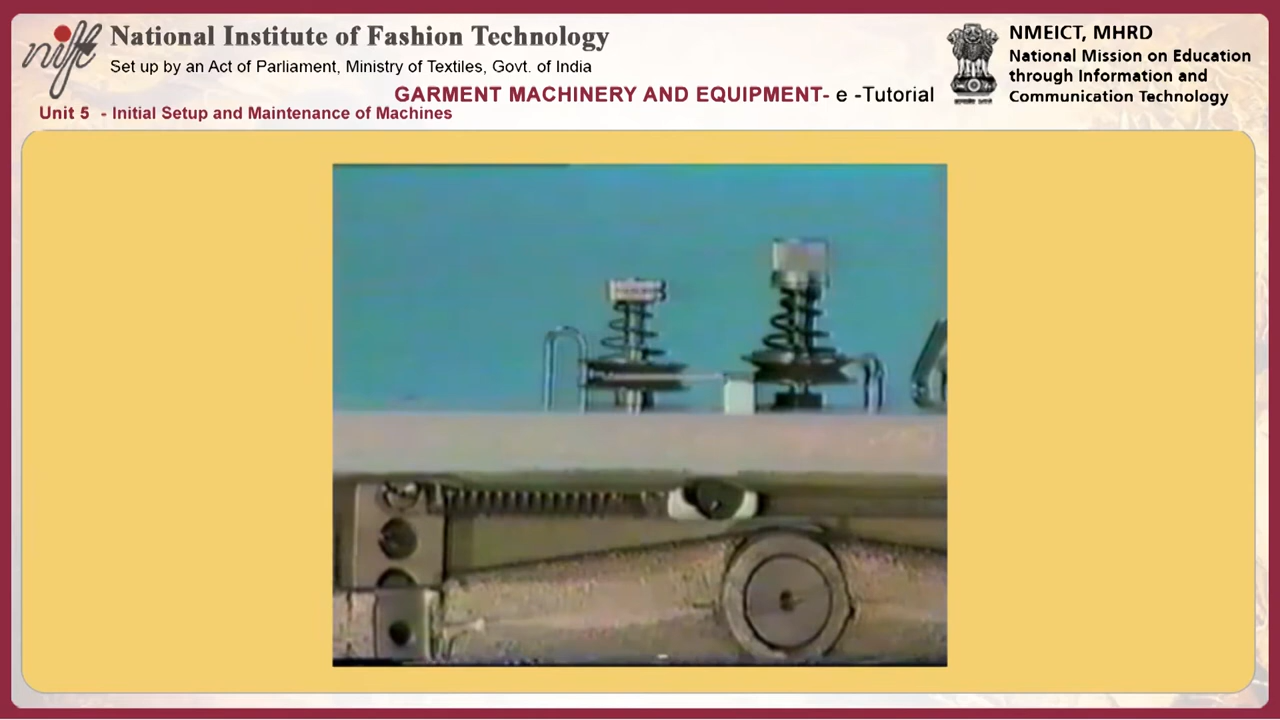 nift
National Institute of Fashion Technology
Set up by an Act of Parliament, Ministry of Textiles, Govt. of India
GARMENT MACHINERY AND EQUIPMENT- e -Tutorial
Unit 5 - Initial Setup and Maintenance of Machines
NMEICT, MHRD
National Mission on Education
through Information and
Communication Technology